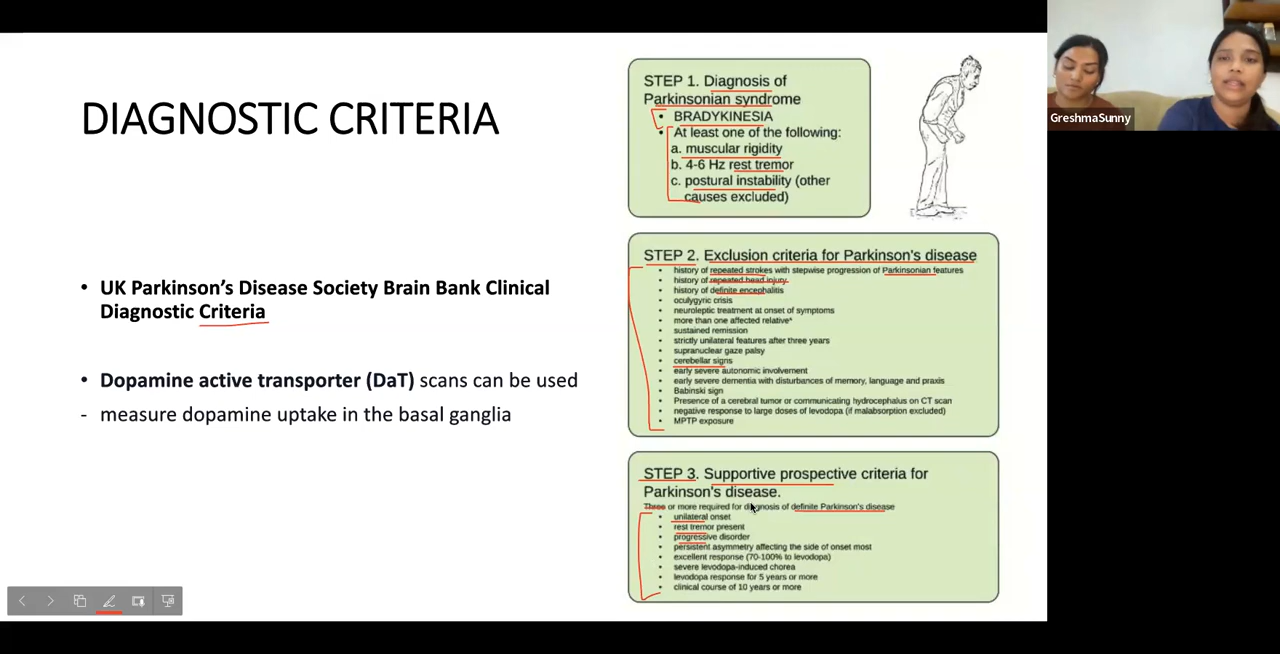 DIAGNOSTIC CRITERIA
• UK Parkinson's Disease Society Brain Bank Clinical
Diagnostic Criteria
• Dopamine active transporter (DaT) scans can be used
- measure dopamine uptake in the basal ganglia
STEP 1. Diagnosis of
Parkinsonian syndrome
• BRADYKINESIA
• At least one of the following:
a. muscular rigidity
b. 4-6 Hz rest tremor
c. postural instability (other
causes excluded)
STEP 2. Exclusion criteria for Parkinson's disease
• history of repeated strokes with stepwise progression of Parkinsonian features
• history of repeated head injury
• history of definite encephalitis
• oculygyric crisis
• neuroleptic treatment at onset of symptoms
• more than one affected relative*
• sustained remission
• strictly unilateral features after three years
• supranuclear gaze palsy
• cerebellar signs
• early severe autonomic involvement
• early severe dementia with disturbances of memory, language and praxis
• Babinski sign
• Presence of a cerebral tumor or communicating hydrocephalus on CT scan
• negative response to large doses of levodopa (if malabsorption excluded)
• MPTP exposure
STEP 3. Supportive prospective criteria for
Parkinson's disease.
Three or more required for diagnosis of definite Parkinson's disease
• unilateral onset
• rest tremor present
• progressive disorder
• persistent asymmetry affecting the side of onset most
• excellent response (70-100% to levodopa)
• severe levodopa-induced chorea
• levodopa response for 5 years or more
• clinical course of 10 years or more
GreshmaSunny